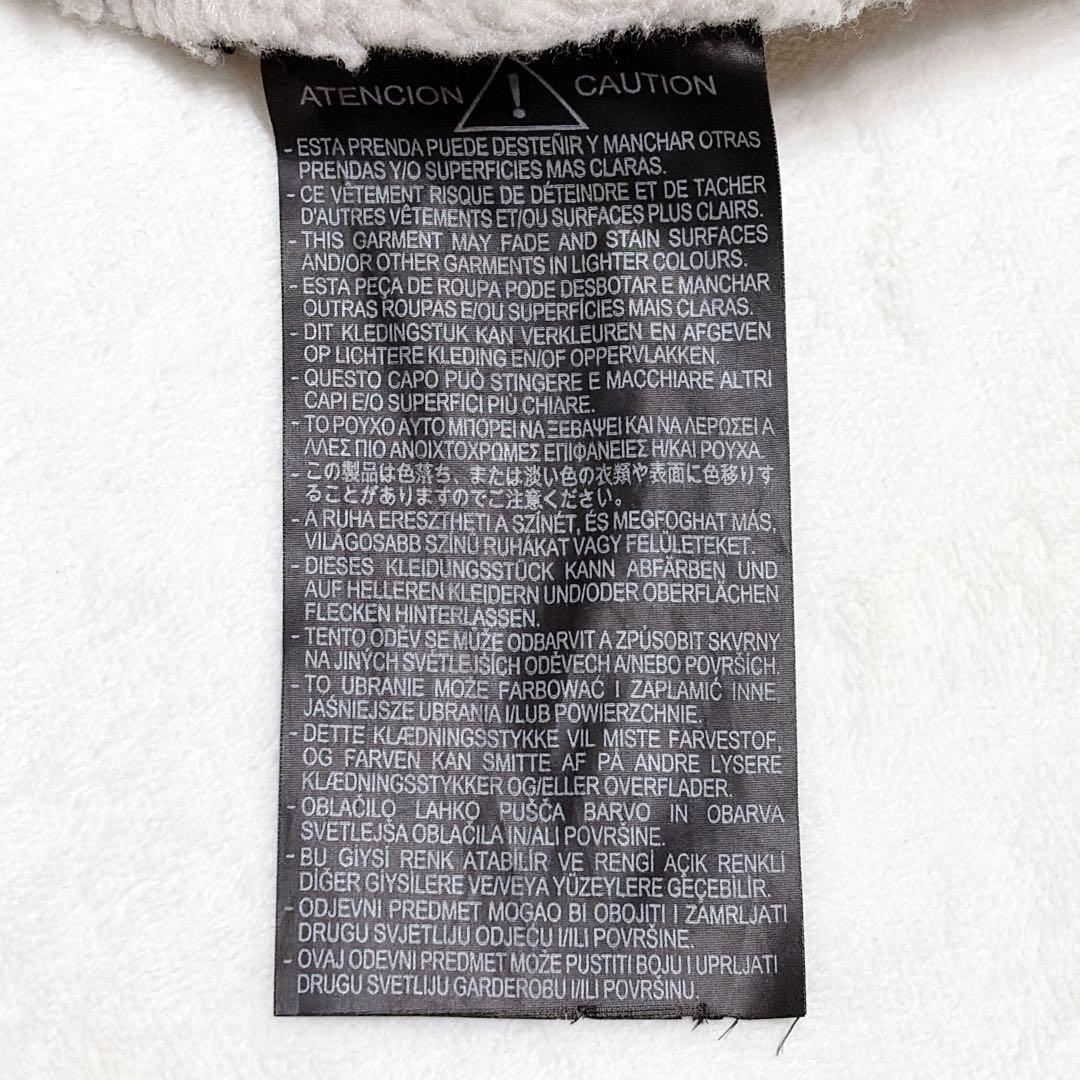 ATENCION ! CAUTION
- ESTA PRENDA PUEDE DESTEÑIR Y MANCHAR OTRAS
PRENDAS Y/O SUPERFICIES MAS CLARAS.
- CE VÊTEMENT RISQUE DE DÉTEINDRE ET DE TACHER
D'AUTRES VÊTEMENTS ET/OU SURFACES PLUS CLAIRS.
- THIS GARMENT MAY FADE AND STAIN SURFACES
AND/OR OTHER GARMENTS IN LIGHTER COLOURS.
- ESTA PEÇA DE ROUPA PODE DESBOTAR E MANCHAR
OUTRAS ROUPAS E/OU SUPERFÍCIES MAIS CLARAS.
- DIT KLEDINGSTUK KAN VERKLEUREN EN AFGEVEN
OP LICHTERE KLEDING EN/OF OPPERVLAKKEN.
- QUESTO CAPO PUÒ STINGERE E MACCHIARE ALTRI
CAPI E/O SUPERFICI PIÙ CHIARE.
- ΤΟ ΡΟΥΧΟ ΑΥΤΟ ΜΠΟΡΕΙ ΝΑ ΞΕΒΑΨΕΙ ΚΑΙ ΝΑ ΛΕΡΩΣΕΙ Α
ΛΛΕΣ ΠΙΟ ΑΝΟΙΧΤΟΧΡΩΜΕΣ ΕΠΙΦΑΝΕΙΕΣ Η/ΚΑΙ ΡΟΥΧΑ.
- この製品は色落ち、または淡い色の衣類や表面に色移りす
ることがありますのでご注意ください。
- A RUHA ERESZTHETI A SZÍNÉT, ÉS MEGFOGHAT MÁS,
VILÁGOSABB SZÍNŰ RUHÁKAT VAGY FELÜLETEKET.
- DIESES KLEIDUNGSSTÜCK KANN ABFÄRBEN UND
AUF HELLEREN KLEIDERN UND/ODER OBERFLÄCHEN
FLECKEN HINTERLASSEN.
- TENTO ODĚV SE MŮŽE ODBARVIT A ZPŮSOBIT SKVRNY
NA JINÝCH SVĚTLEJŠÍCH ODĚVECH A/NEBO POVRŠÍCH
- TO UBRANIE MOŻE FARBOWAĆ I ZAPLAMIĆ INNE,
JAŚNIEJSZE UBRANIA I/LUB POWIERZCHNIE.
- DETTE KLÆDNINGSSTYKKE VIL MISTE FARVESTOF,
OG FARVEN KAN SMITTE AF PÅ ANDRE LYSERE
KLÆDNINGSSTYKKER OG/ELLER OVERFLADER.
- OBLAČILO LAHKO PUŠČA BARVO IN OBARVA
SVETLEJŠA OBLAČILA IN/ALI POVRŠINE.
- BU GİYSİ RENK ATABİLİR VE RENGİ AÇIK RENKLİ
DİĞER GİYSİLERE VE/VEYA YÜZEYLERE GEÇEBİLİR.
- ODJEVNI PREDMET MOGAO BI OBOJITI I ZAMRLJATI
DRUGU SVJETLIJU ODJEĆU I/ILI POVRŠINE.
- OVAJ ODEVNI PREDMET MOŽE PUSTITI BOJU I UPRLJATI
DRUGU SVETLIJU GARDEROBU I/ILI POVRŠINU.